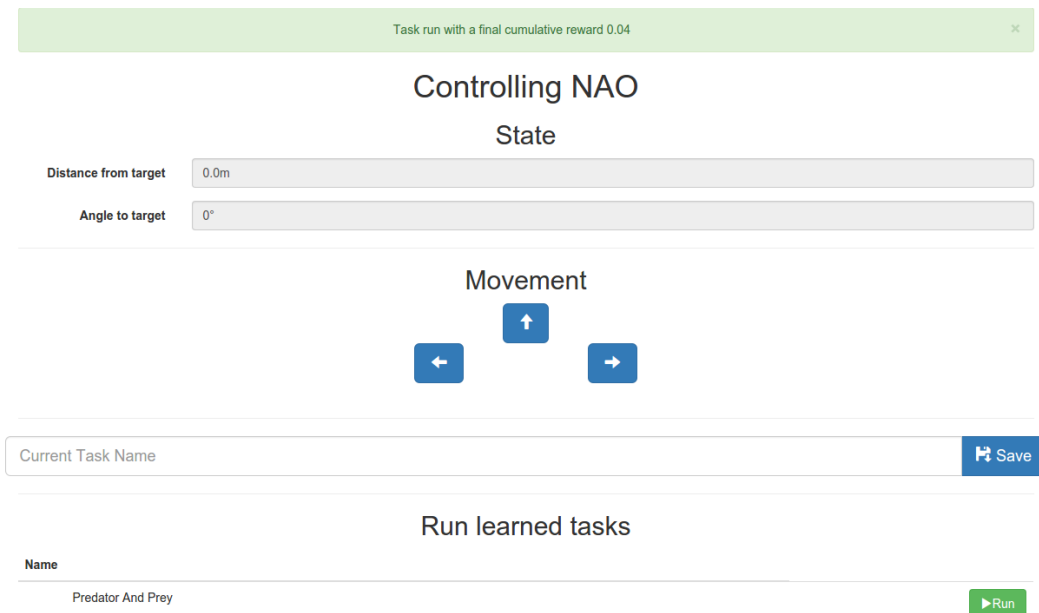 Task run with a final cumulative reward 0.04 ×
Controlling NAO
State
Distance from target 0.0m
Angle to target 0°
Movement
Current Task Name Save
Run learned tasks
Name
Predator And Prey Run